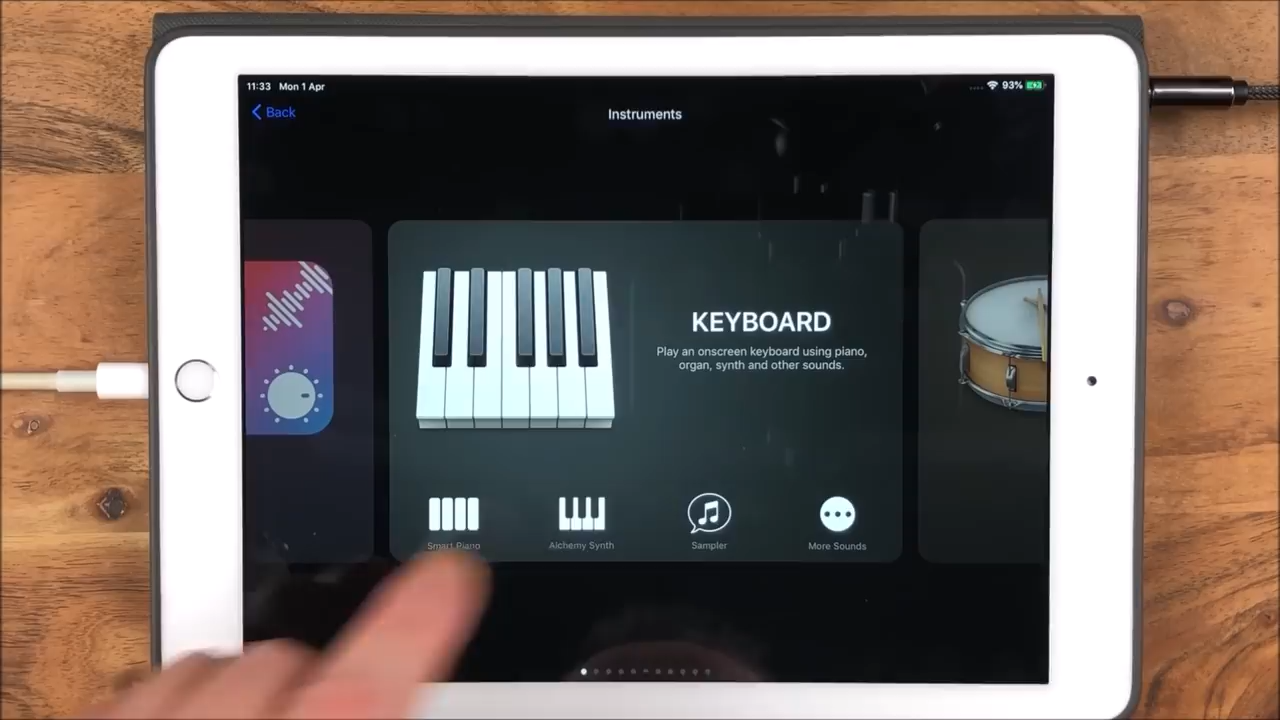 11:33 Mon 1 Apr
93%
Back
Instruments
KEYBOARD
Play an onscreen keyboard using piano,
organ, synth and other sounds.
Smart Piano
Alchemy Synth
Sampler
More Sounds